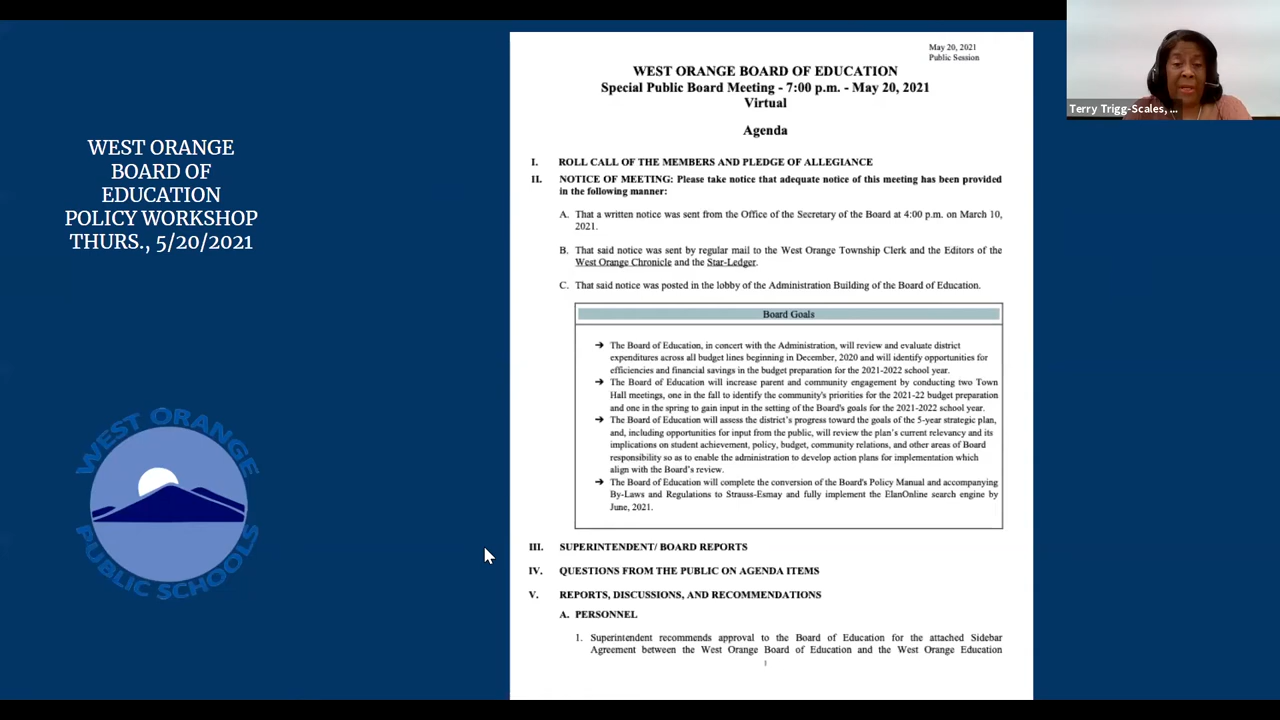 WEST ORANGE
BOARD OF
EDUCATION
POLICY WORKSHOP
THURS., 5/20/2021
WEST ORANGE
PUBLIC SCHOOLS
May 20, 2021
Public Session
WEST ORANGE BOARD OF EDUCATION
Special Public Board Meeting - 7:00 p.m. - May 20, 2021
Virtual
Agenda
I. ROLL CALL OF THE MEMBERS AND PLEDGE OF ALLEGIANCE
II. NOTICE OF MEETING: Please take notice that adequate notice of this meeting has been provided
in the following manner:
A. That a written notice was sent from the Office of the Secretary of the Board at 4:00 p.m. on March 10,
2021.
B. That said notice was sent by regular mail to the West Orange Township Clerk and the Editors of the
West Orange Chronicle and the Star-Ledger.
C. That said notice was posted in the lobby of the Administration Building of the Board of Education.
Board Goals
➔ The Board of Education, in concert with the Administration, will review and evaluate district
expenditures across all budget lines beginning in December, 2020 and will identify opportunities for
efficiencies and financial savings in the budget preparation for the 2021-2022 school year.
➔ The Board of Education will increase parent and community engagement by conducting two Town
Hall meetings, one in the fall to identify the community's priorities for the 2021-22 budget preparation
and one in the spring to gain input in the setting of the Board's goals for the 2021-2022 school year.
➔ The Board of Education will assess the district's progress toward the goals of the 5-year strategic plan,
and, including opportunities for input from the public, will review the plan's current relevancy and its
implications on student achievement, policy, budget, community relations, and other areas of Board
responsibility so as to enable the administration to develop action plans for implementation which
align with the Board's review.
➔ The Board of Education will complete the conversion of the Board's Policy Manual and accompanying
By-Laws and Regulations to Strauss-Esmay and fully implement the ElanOnline search engine by
June, 2021.
III. SUPERINTENDENT/ BOARD REPORTS
IV. QUESTIONS FROM THE PUBLIC ON AGENDA ITEMS
V. REPORTS, DISCUSSIONS, AND RECOMMENDATIONS
A. PERSONNEL
1. Superintendent recommends approval to the Board of Education for the attached Sidebar
Agreement between the West Orange Board of Education and the West Orange Education
1
Terry Trigg-Scales, ...